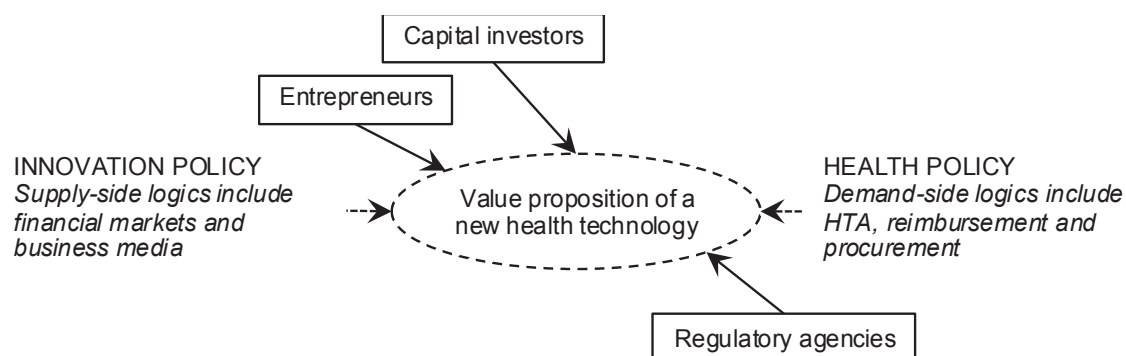 Capital investors
Entrepreneurs
INNOVATION POLICY
Supply-side logics include
financial markets and
business media
Value proposition of a
new health technology
HEALTH POLICY
Demand-side logics include
HTA, reimbursement and
procurement
Regulatory agencies